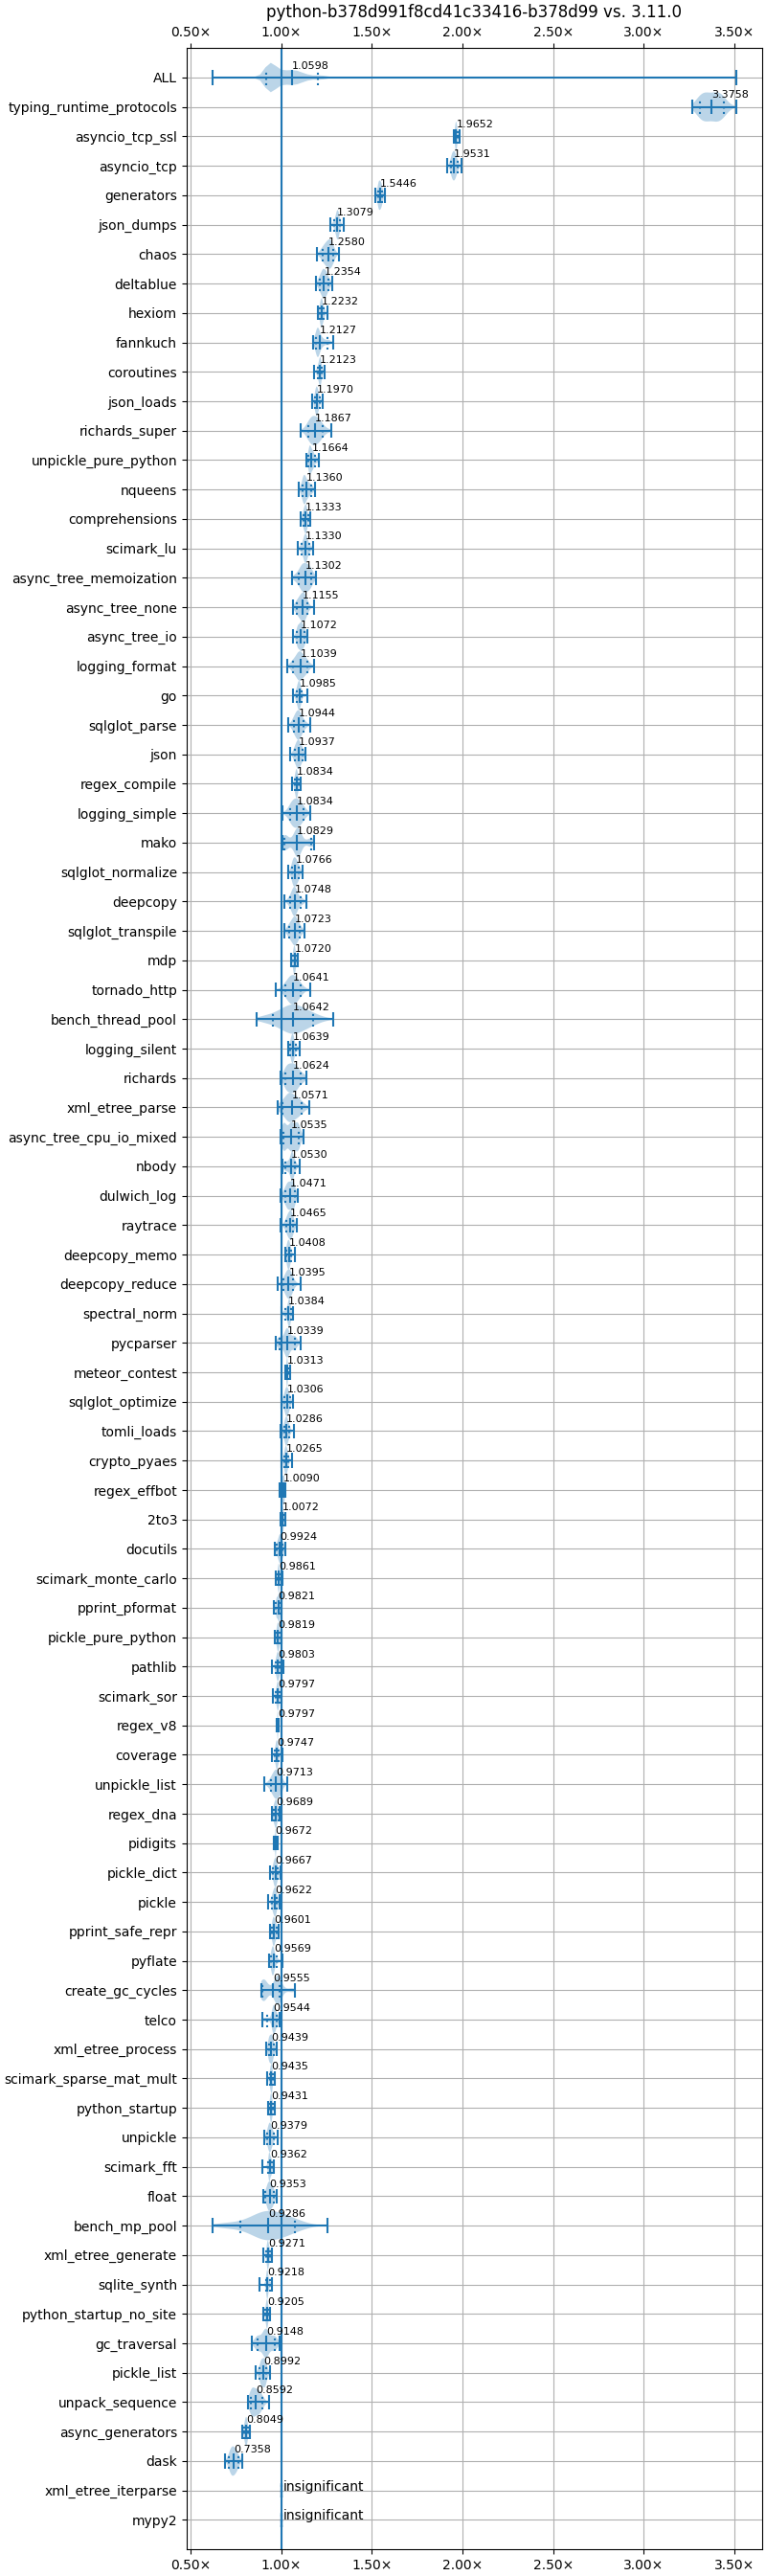 python-b378d991f8cd41c33416-b378d99 vs. 3.11.0
0.50× 1.00× 1.50× 2.00× 2.50× 3.00× 3.50×
ALL 1.0598
typing_runtime_protocols 3.3758
asyncio_tcp_ssl 1.9652
asyncio_tcp 1.9531
generators 1.5446
json_dumps 1.3079
chaos 1.2580
deltablue 1.2354
hexiom 1.2232
fannkuch 1.2127
coroutines 1.2123
json_loads 1.1970
richards_super 1.1867
unpickle_pure_python 1.1664
nqueens 1.1360
comprehensions 1.1333
scimark_lu 1.1330
async_tree_memoization 1.1302
async_tree_none 1.1155
async_tree_io 1.1072
logging_format 1.1039
go 1.0985
sqlglot_parse 1.0944
json 1.0937
regex_compile 1.0834
logging_simple 1.0834
mako 1.0829
sqlglot_normalize 1.0766
deepcopy 1.0748
sqlglot_transpile 1.0723
mdp 1.0720
tornado_http 1.0641
bench_thread_pool 1.0642
logging_silent 1.0639
richards 1.0624
xml_etree_parse 1.0571
async_tree_cpu_io_mixed 1.0535
nbody 1.0530
dulwich_log 1.0471
raytrace 1.0465
deepcopy_memo 1.0408
deepcopy_reduce 1.0395
spectral_norm 1.0384
pycparser 1.0339
meteor_contest 1.0313
sqlglot_optimize 1.0306
tomli_loads 1.0286
crypto_pyaes 1.0265
regex_effbot 1.0090
2to3 1.0072
docutils 0.9924
scimark_monte_carlo 0.9861
pprint_pformat 0.9821
pickle_pure_python 0.9819
pathlib 0.9803
scimark_sor 0.9797
regex_v8 0.9797
coverage 0.9747
unpickle_list 0.9713
regex_dna 0.9689
pidigits 0.9672
pickle_dict 0.9667
pickle 0.9622
pprint_safe_repr 0.9601
pyflate 0.9569
create_gc_cycles 0.9555
telco 0.9544
xml_etree_process 0.9439
scimark_sparse_mat_mult 0.9435
python_startup 0.9431
unpickle 0.9379
scimark_fft 0.9362
float 0.9353
bench_mp_pool 0.9286
xml_etree_generate 0.9271
sqlite_synth 0.9218
python_startup_no_site 0.9205
gc_traversal 0.9148
pickle_list 0.8992
unpack_sequence 0.8592
async_generators 0.8049
dask 0.7358
xml_etree_iterparse insignificant
mypy2 insignificant
0.50× 1.00× 1.50× 2.00× 2.50× 3.00× 3.50×